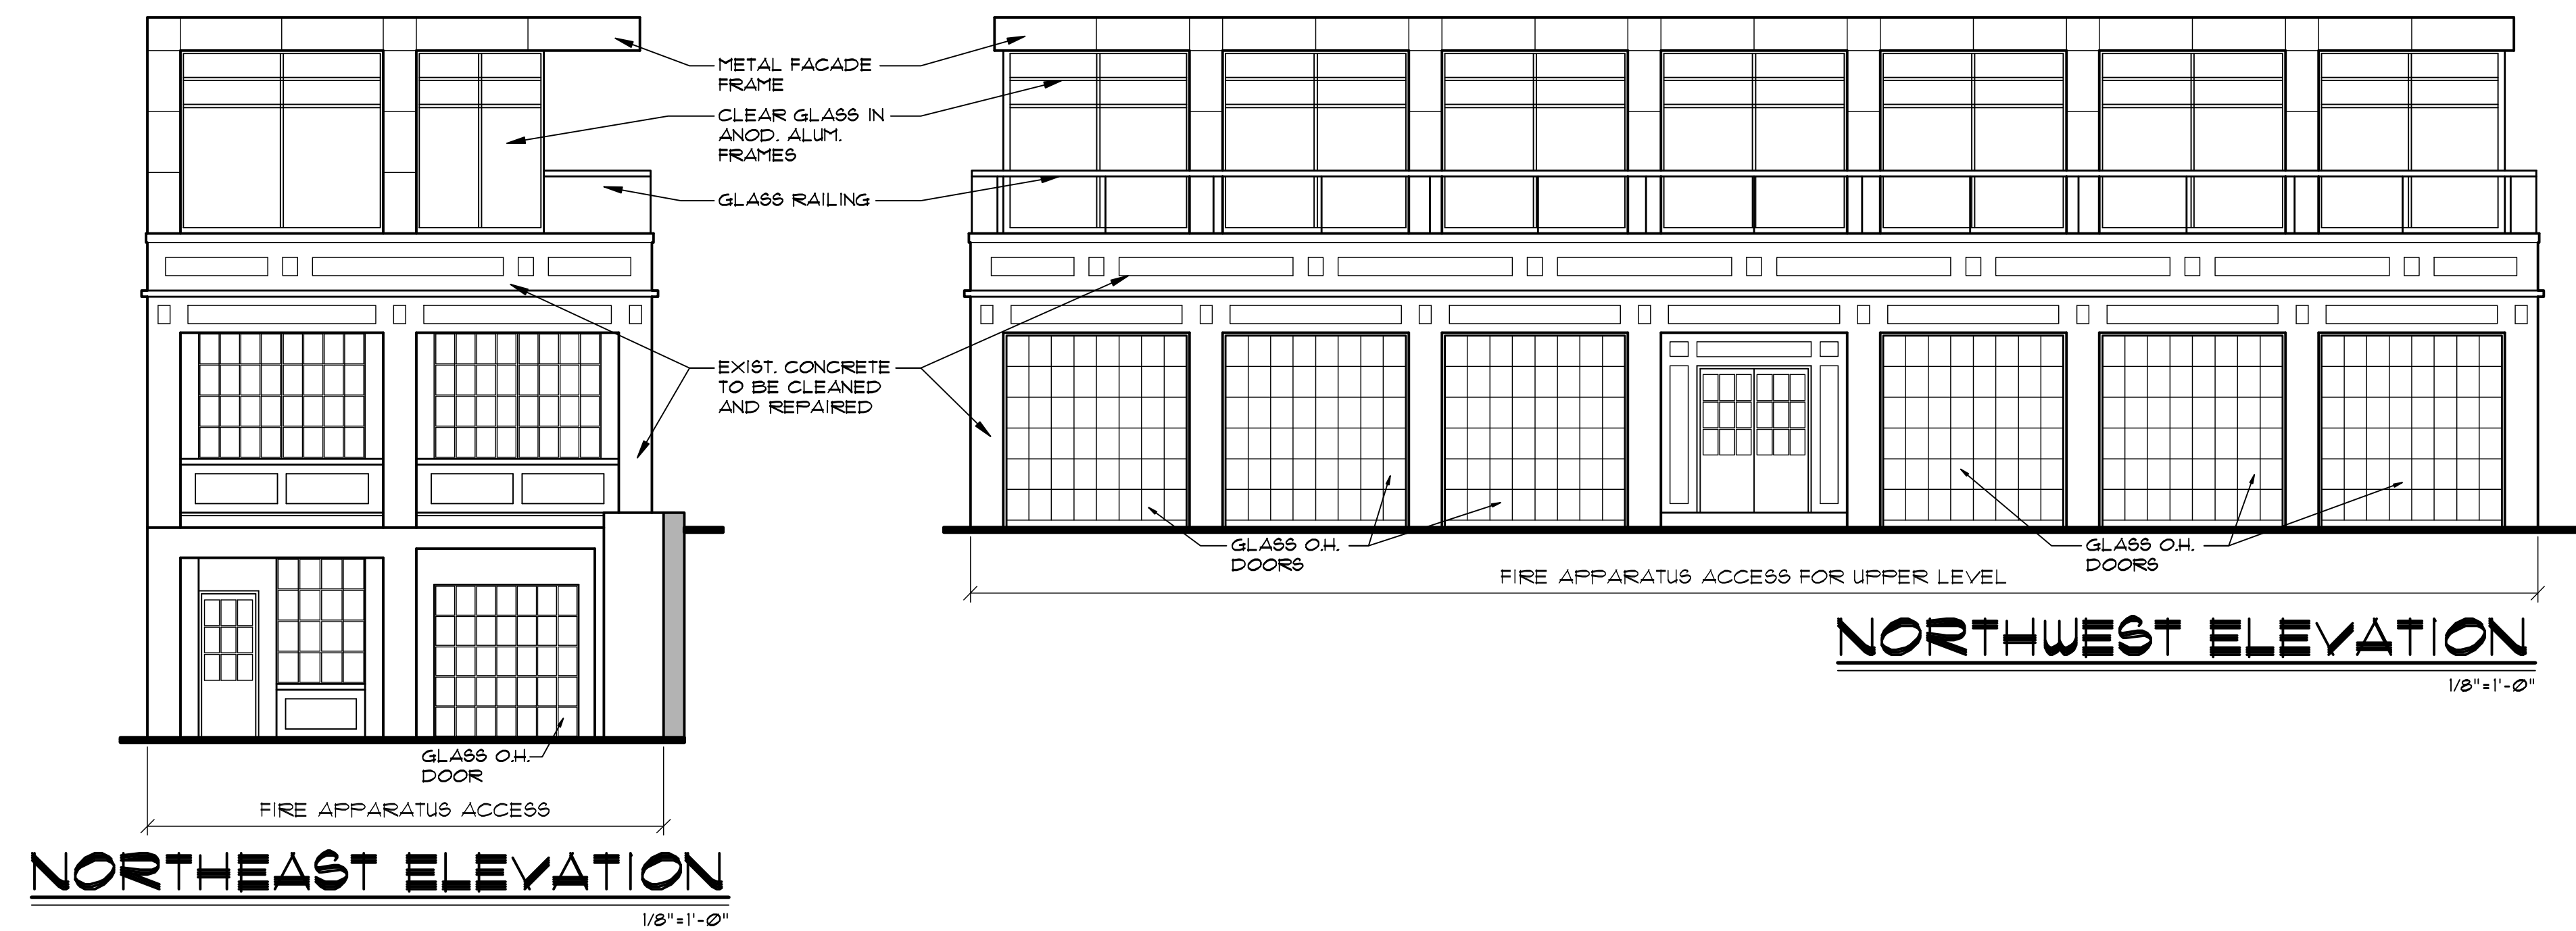 METAL FACADE
FRAME
CLEAR GLASS IN
ANOD. ALUM.
FRAMES
GLASS RAILING
EXIST. CONCRETE
TO BE CLEANED
AND REPAIRED
GLASS O.H.
DOORS
GLASS O.H.
DOORS
FIRE APPARATUS ACCESS FOR UPPER LEVEL
NORTHWEST ELEVATION
1/8"=1'-0"
GLASS O.H.
DOOR
FIRE APPARATUS ACCESS
NORTHEAST ELEVATION
1/8"=1'-0"